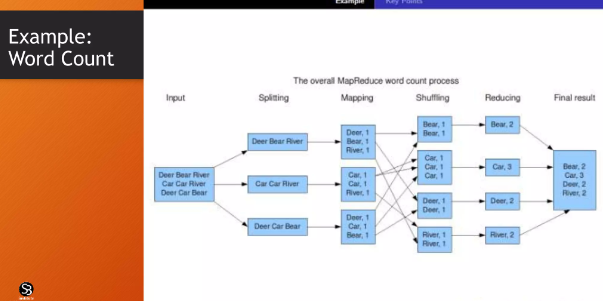 Example
Key Points
Example:
Word Count
The overall MapReduce word count process
Input
Splitting
Mapping
Shuffling
Reducing
Final result
Deer Bear River
Car Car River
Deer Car Bear
Deer Bear River
Car Car River
Deer Car Bear
Deer, 1
Bear, 1
River, 1
Car, 1
Car, 1
River, 1
Deer, 1
Car, 1
Bear, 1
Bear, 1
Bear, 1
Car, 1
Car, 1
Car, 1
Deer, 1
Deer, 1
River, 1
River, 1
Bear, 2
Car, 3
Deer, 2
River, 2
Bear, 2
Car, 3
Deer, 2
River, 2